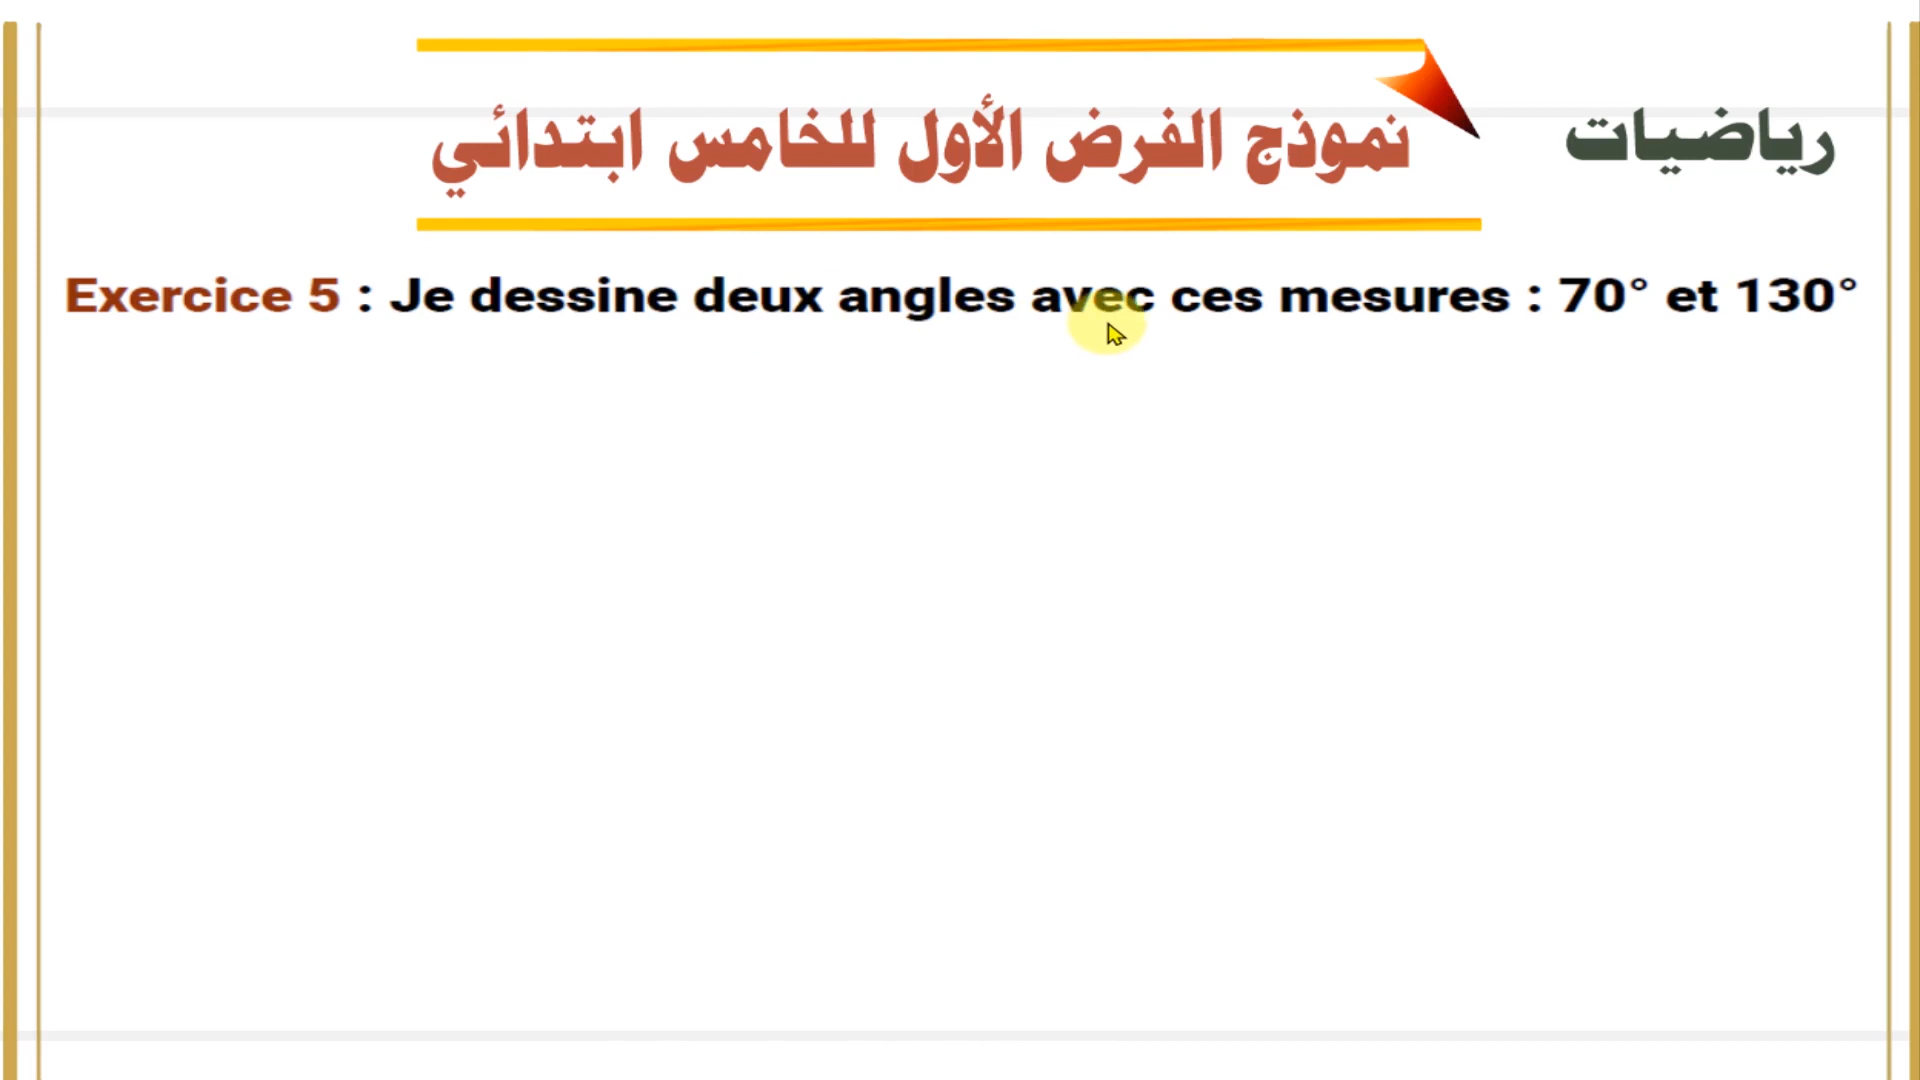 رياضيات
نموذج الفرض الأول للخامس ابتدائي
Exercice 5 : Je dessine deux angles avec ces mesures : 70° et 130°